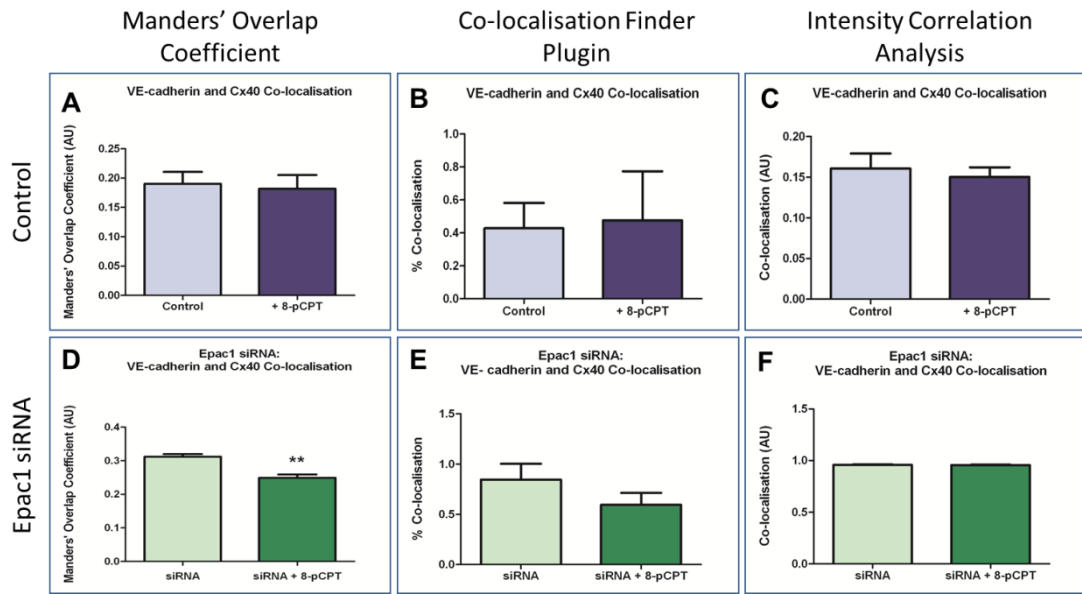 Manders' Overlap
Coefficient
Co-localisation Finder
Plugin
Intensity Correlation
Analysis
Control
A
VE-cadherin and Cx40 Co-localisation
Manders' Overlap Coefficient (AU)
0.25
0.20
0.15
0.10
0.05
0.00
Control
+ 8-pCPT
B
VE-cadherin and Cx40 Co-localisation
% Co-localisation
1.0
0.8
0.6
0.4
0.2
0.0
Control
+ 8-pCPT
C
VE-cadherin and Cx40 Co-localisation
Co-localisation (AU)
0.20
0.15
0.10
0.05
0.00
Control
+ 8-pCPT
Epac1 siRNA
D
Epac1 siRNA:
VE-cadherin and Cx40 Co-localisation
Manders' Overlap Coefficient (AU)
0.4
0.3
0.2
0.1
0.0
**
siRNA
siRNA + 8-pCPT
E
Epac1 siRNA:
VE- cadherin and Cx40 Co-localisation
% Co-localisation
1.5
1.0
0.5
0.0
siRNA
siRNA + 8-pCPT
F
Epac1 siRNA:
VE-cadherin and Cx40 Co-localisation
Co-localisation (AU)
1.5
1.0
0.5
0.0
siRNA
siRNA + 8-pCPT